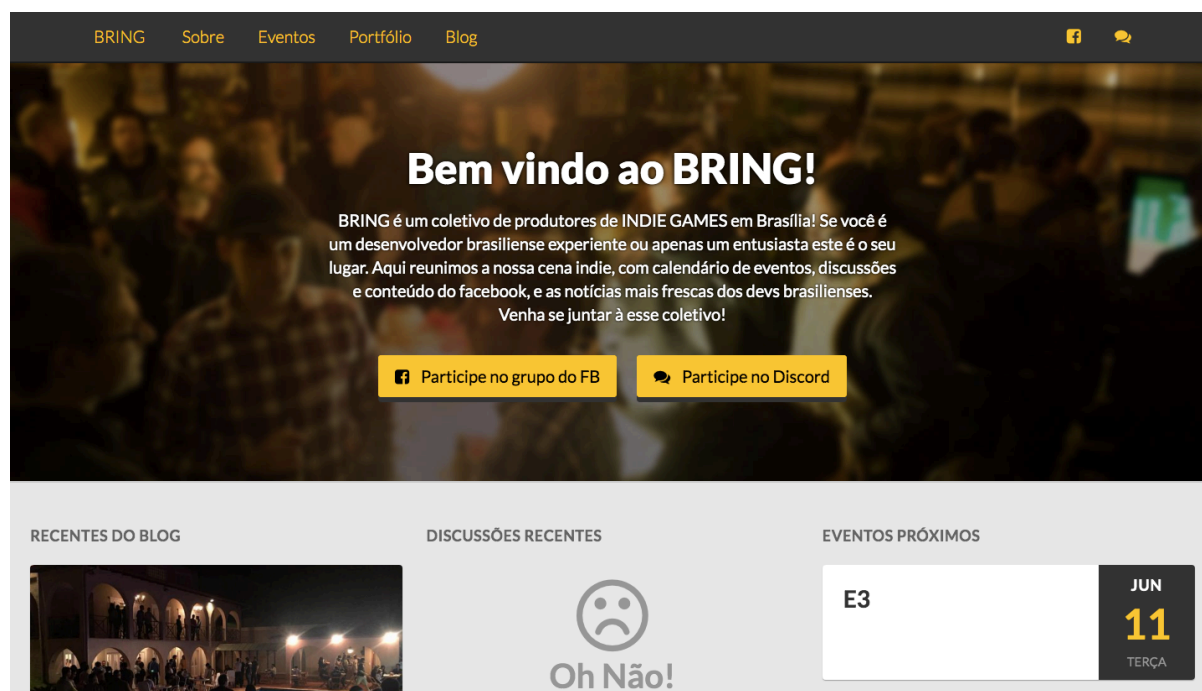 BRING Sobre Eventos Portfólio Blog
Bem vindo ao BRING!
BRING é um coletivo de produtores de INDIE GAMES em Brasília! Se você é
um desenvolvedor brasiliense experiente ou apenas um entusiasta este é o seu
lugar. Aqui reunimos a nossa cena indie, com calendário de eventos, discussões
e conteúdo do facebook, e as notícias mais frescas dos devs brasilienses.
Venha se juntar à esse coletivo!
Participe no grupo do FB Participe no Discord
RECENTES DO BLOG
DISCUSSÕES RECENTES
Oh Não!
EVENTOS PRÓXIMOS
E3
JUN
11
TERÇA